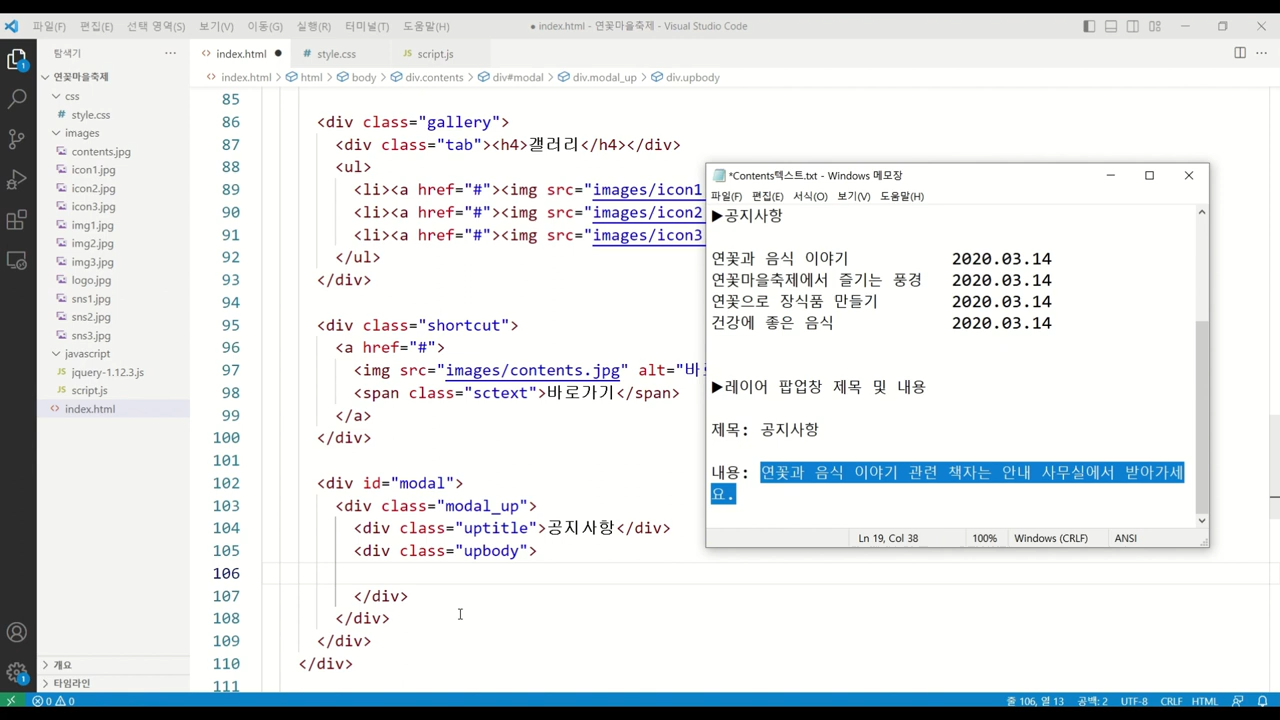 파일(F) 편집(E) 선택 영역(S) 보기(V) 이동(G) 실행(R) 터미널(T) 도움말(H) ● index.html - 연꽃마을축제 - Visual Studio Code
탐색기 ···
index.html ● # style.css JS script.js
index.html > html > body > div.contents > div#modal > div.modal_up > div.upbody
연꽃마을축제
css
# style.css
images
contents.jpg
icon1.jpg
icon2.jpg
icon3.jpg
img1.jpg
img2.jpg
img3.jpg
logo.jpg
sns1.jpg
sns2.jpg
sns3.jpg
javascript
JS jquery-1.12.3.js
JS script.js
<> index.html
개요
타임라인
85
86 <div class="gallery">
87 <div class="tab"><h4>갤러리</h4></div>
88 <ul>
89 <li><a href="#"><img src="images/icon1
90 <li><a href="#"><img src="images/icon2
91 <li><a href="#"><img src="images/icon3
92 </ul>
93 </div>
94
95 <div class="shortcut">
96 <a href="#">
97 <img src="images/contents.jpg" alt="바
98 <span class="sctext">바로가기</span>
99 </a>
100 </div>
101
102 <div id="modal">
103 <div class="modal_up">
104 <div class="uptitle">공지사항</div>
105 <div class="upbody">
106
107 </div>
108 </div>
109 </div>
110 </div>
111
*Contents텍스트.txt - Windows 메모장
파일(F) 편집(E) 서식(O) 보기(V) 도움말(H)
▶공지사항
연꽃과 음식 이야기 2020.03.14
연꽃마을축제에서 즐기는 풍경 2020.03.14
연꽃으로 장식품 만들기 2020.03.14
건강에 좋은 음식 2020.03.14
▶레이어 팝업창 제목 및 내용
제목: 공지사항
내용: 연꽃과 음식 이야기 관련 책자는 안내 사무실에서 받아가세
요.
Ln 19, Col 38 100% Windows (CRLF) ANSI
1
1
0 0 줄 106, 열 13 공백: 2 UTF-8 CRLF HTML